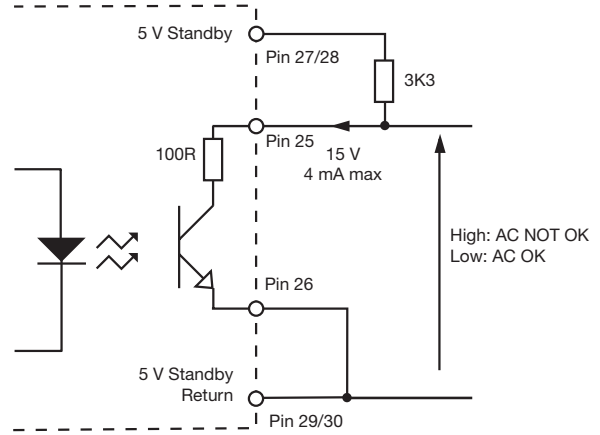 5 V Standby
Pin 27/28
3K3
Pin 25
100R
15 V
4 mA max
High: AC NOT OK
Low: AC OK
Pin 26
5 V Standby
Return
Pin 29/30